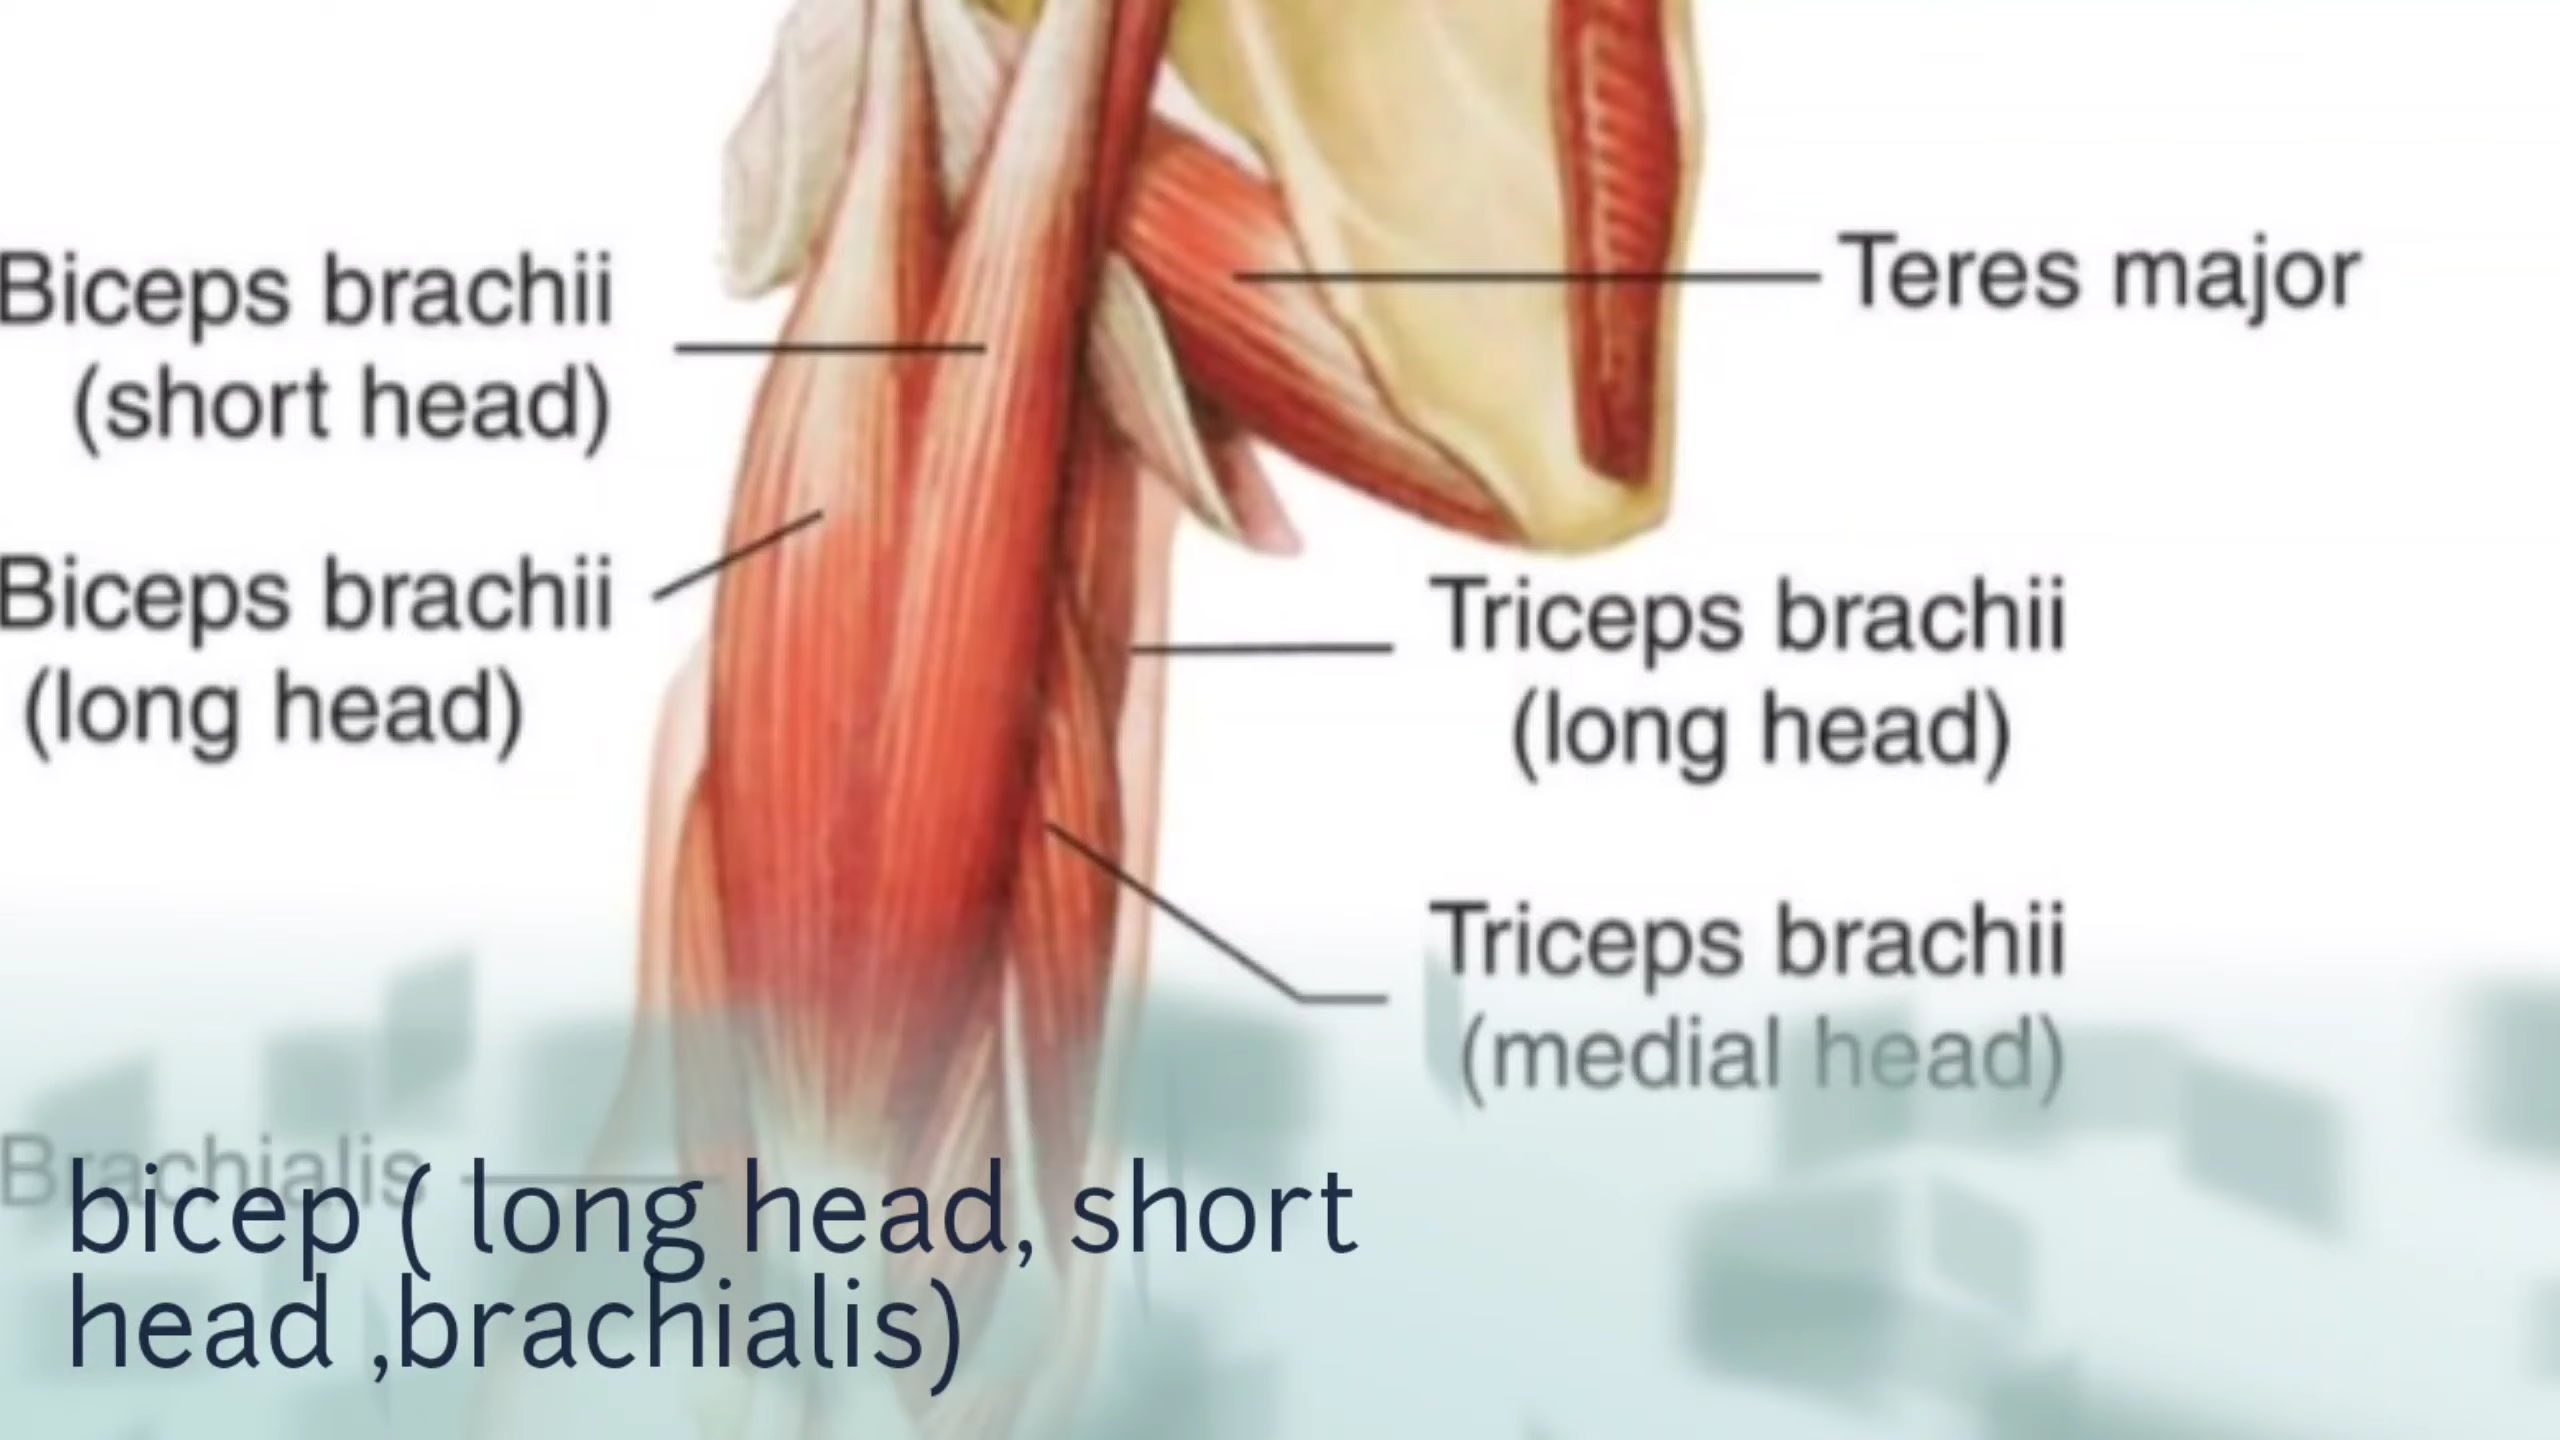 Biceps brachii
(short head)
Biceps brachii
(long head)
Teres major
Triceps brachii
(long head)
Triceps brachii
(medial head)
Brachialis
bicep ( long head, short
head ,brachialis)